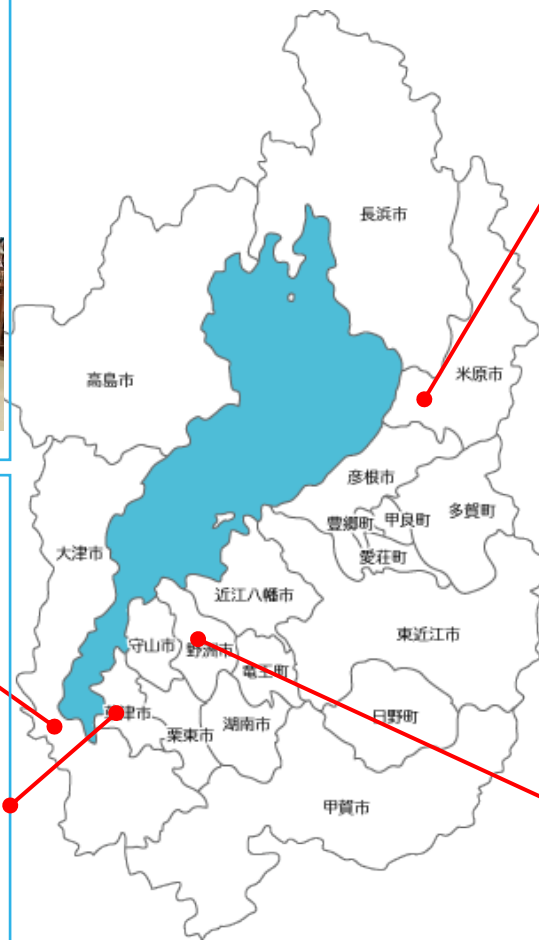 長浜市
米原市
高島市
彦根市
多賀町
豊郷町
甲良町
愛荘町
大津市
近江八幡市
東近江市
守山市
野洲市
竜王町
草津市
日野町
湖南市
栗東市
甲賀市